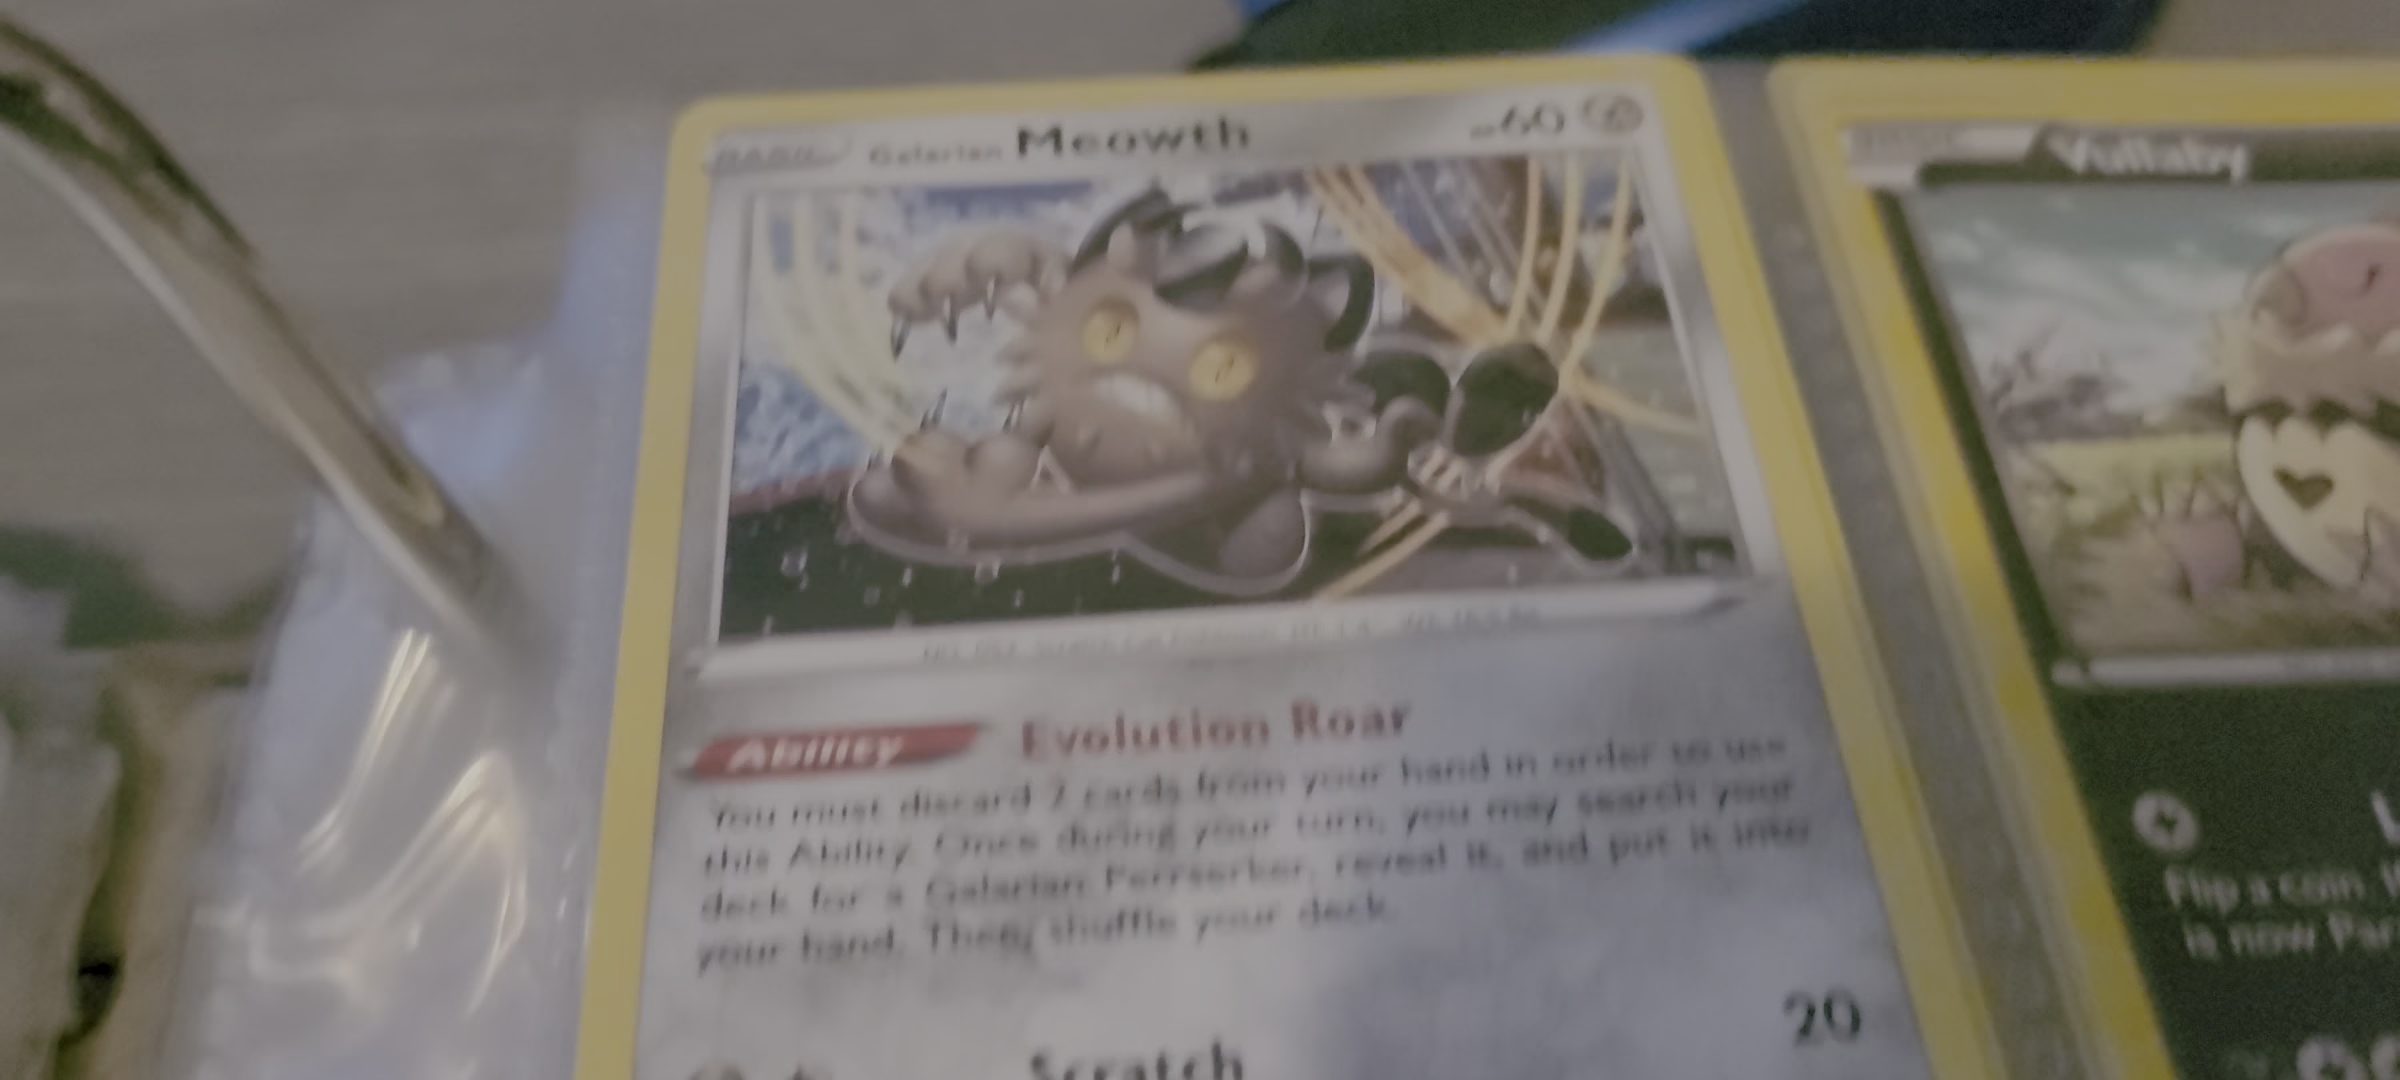 BASIC Galarian Meowth 60
Ability Evolution Roar
You must discard 2 cards from your hand in order to use
this Ability. Once during your turn, you may search your
deck for a Galarian Perrserker, reveal it, and put it into
your hand. Then, shuffle your deck.
Scratch 20
Vullaby
Flip a coin.
is now